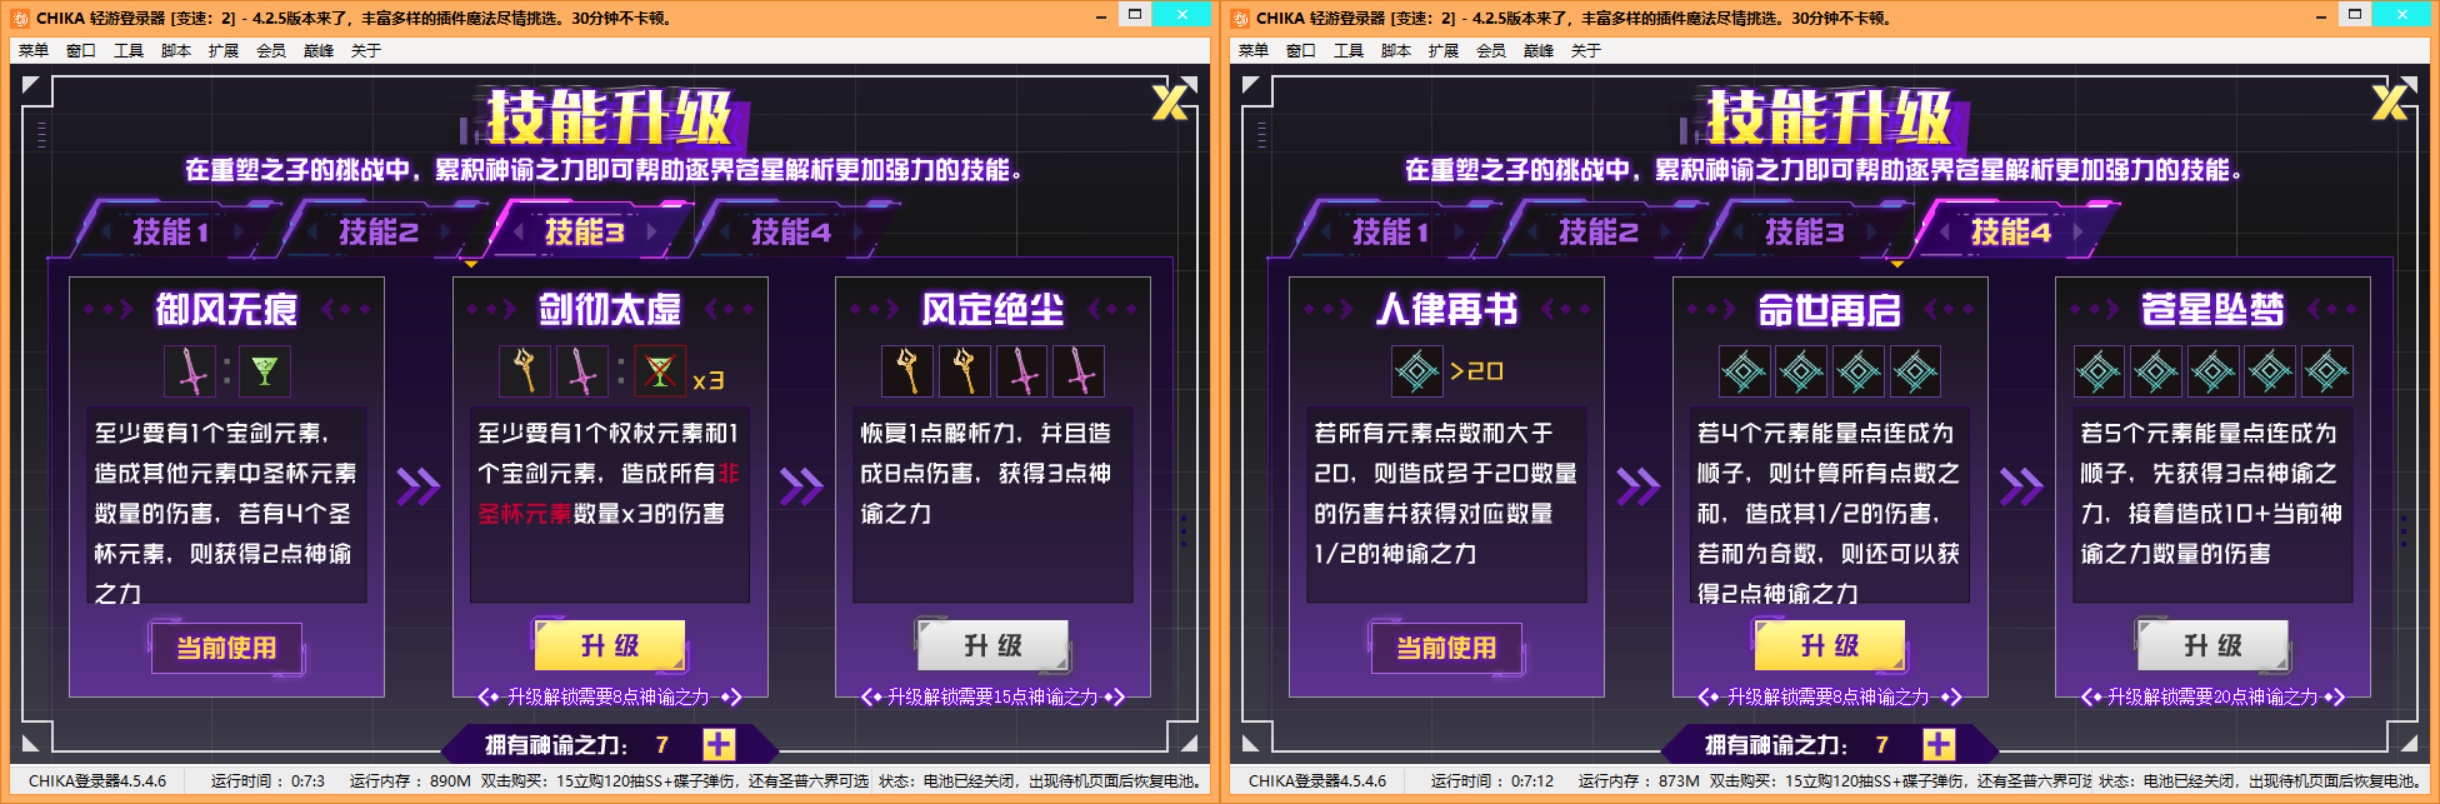 CHIKA 轻游登录器 [变速：2] - 4.2.5版本来了，丰富多样的插件魔法尽情挑选。30分钟不卡顿。
菜单 窗口 工具 脚本 扩展 会员 巅峰 关于
技能升级
X
在重塑之子的挑战中，累积神谕之力即可帮助逐界苍星解析更加强力的技能。
技能1 技能2 技能3 技能4
御风无痕
:
至少要有1个宝剑元素，
造成其他元素中圣杯元素
数量的伤害，若有4个圣
杯元素，则获得2点神谕
之力
当前使用
剑彻太虚
: x3
至少要有1个权杖元素和1
个宝剑元素，造成所有非
圣杯元素数量x3的伤害
升级
升级解锁需要8点神谕之力
风定绝尘
恢复1点解析力，并且造
成8点伤害，获得3点神
谕之力
升级
升级解锁需要15点神谕之力
拥有神谕之力： 7 +
CHIKA登录器4.5.4.6 运行时间 ：0:7:3 运行内存 ：890M 双击购买：15立购120抽SS+碟子弹伤，还有圣普六界可选 状态：电池已经关闭，出现待机页面后恢复电池。
CHIKA 轻游登录器 [变速：2] - 4.2.5版本来了，丰富多样的插件魔法尽情挑选。30分钟不卡顿。
菜单 窗口 工具 脚本 扩展 会员 巅峰 关于
技能升级
X
在重塑之子的挑战中，累积神谕之力即可帮助逐界苍星解析更加强力的技能。
技能1 技能2 技能3 技能4
人律再书
>20
若所有元素点数和大于
20，则造成多于20数量
的伤害并获得对应数量
1/2的神谕之力
当前使用
命世再启
若4个元素能量点连成为
顺子，则计算所有点数之
和，造成其1/2的伤害，
若和为奇数，则还可以获
得2点神谕之力
升级
升级解锁需要8点神谕之力
苍星坠梦
若5个元素能量点连成为
顺子，先获得3点神谕之
力，接着造成10+当前神
谕之力数量的伤害
升级
升级解锁需要20点神谕之力
拥有神谕之力： 7 +
CHIKA登录器4.5.4.6 运行时间 ：0:7:12 运行内存 ：873M 双击购买：15立购120抽SS+碟子弹伤，还有圣普六界可 状态：电池已经关闭，出现待机页面后恢复电池。